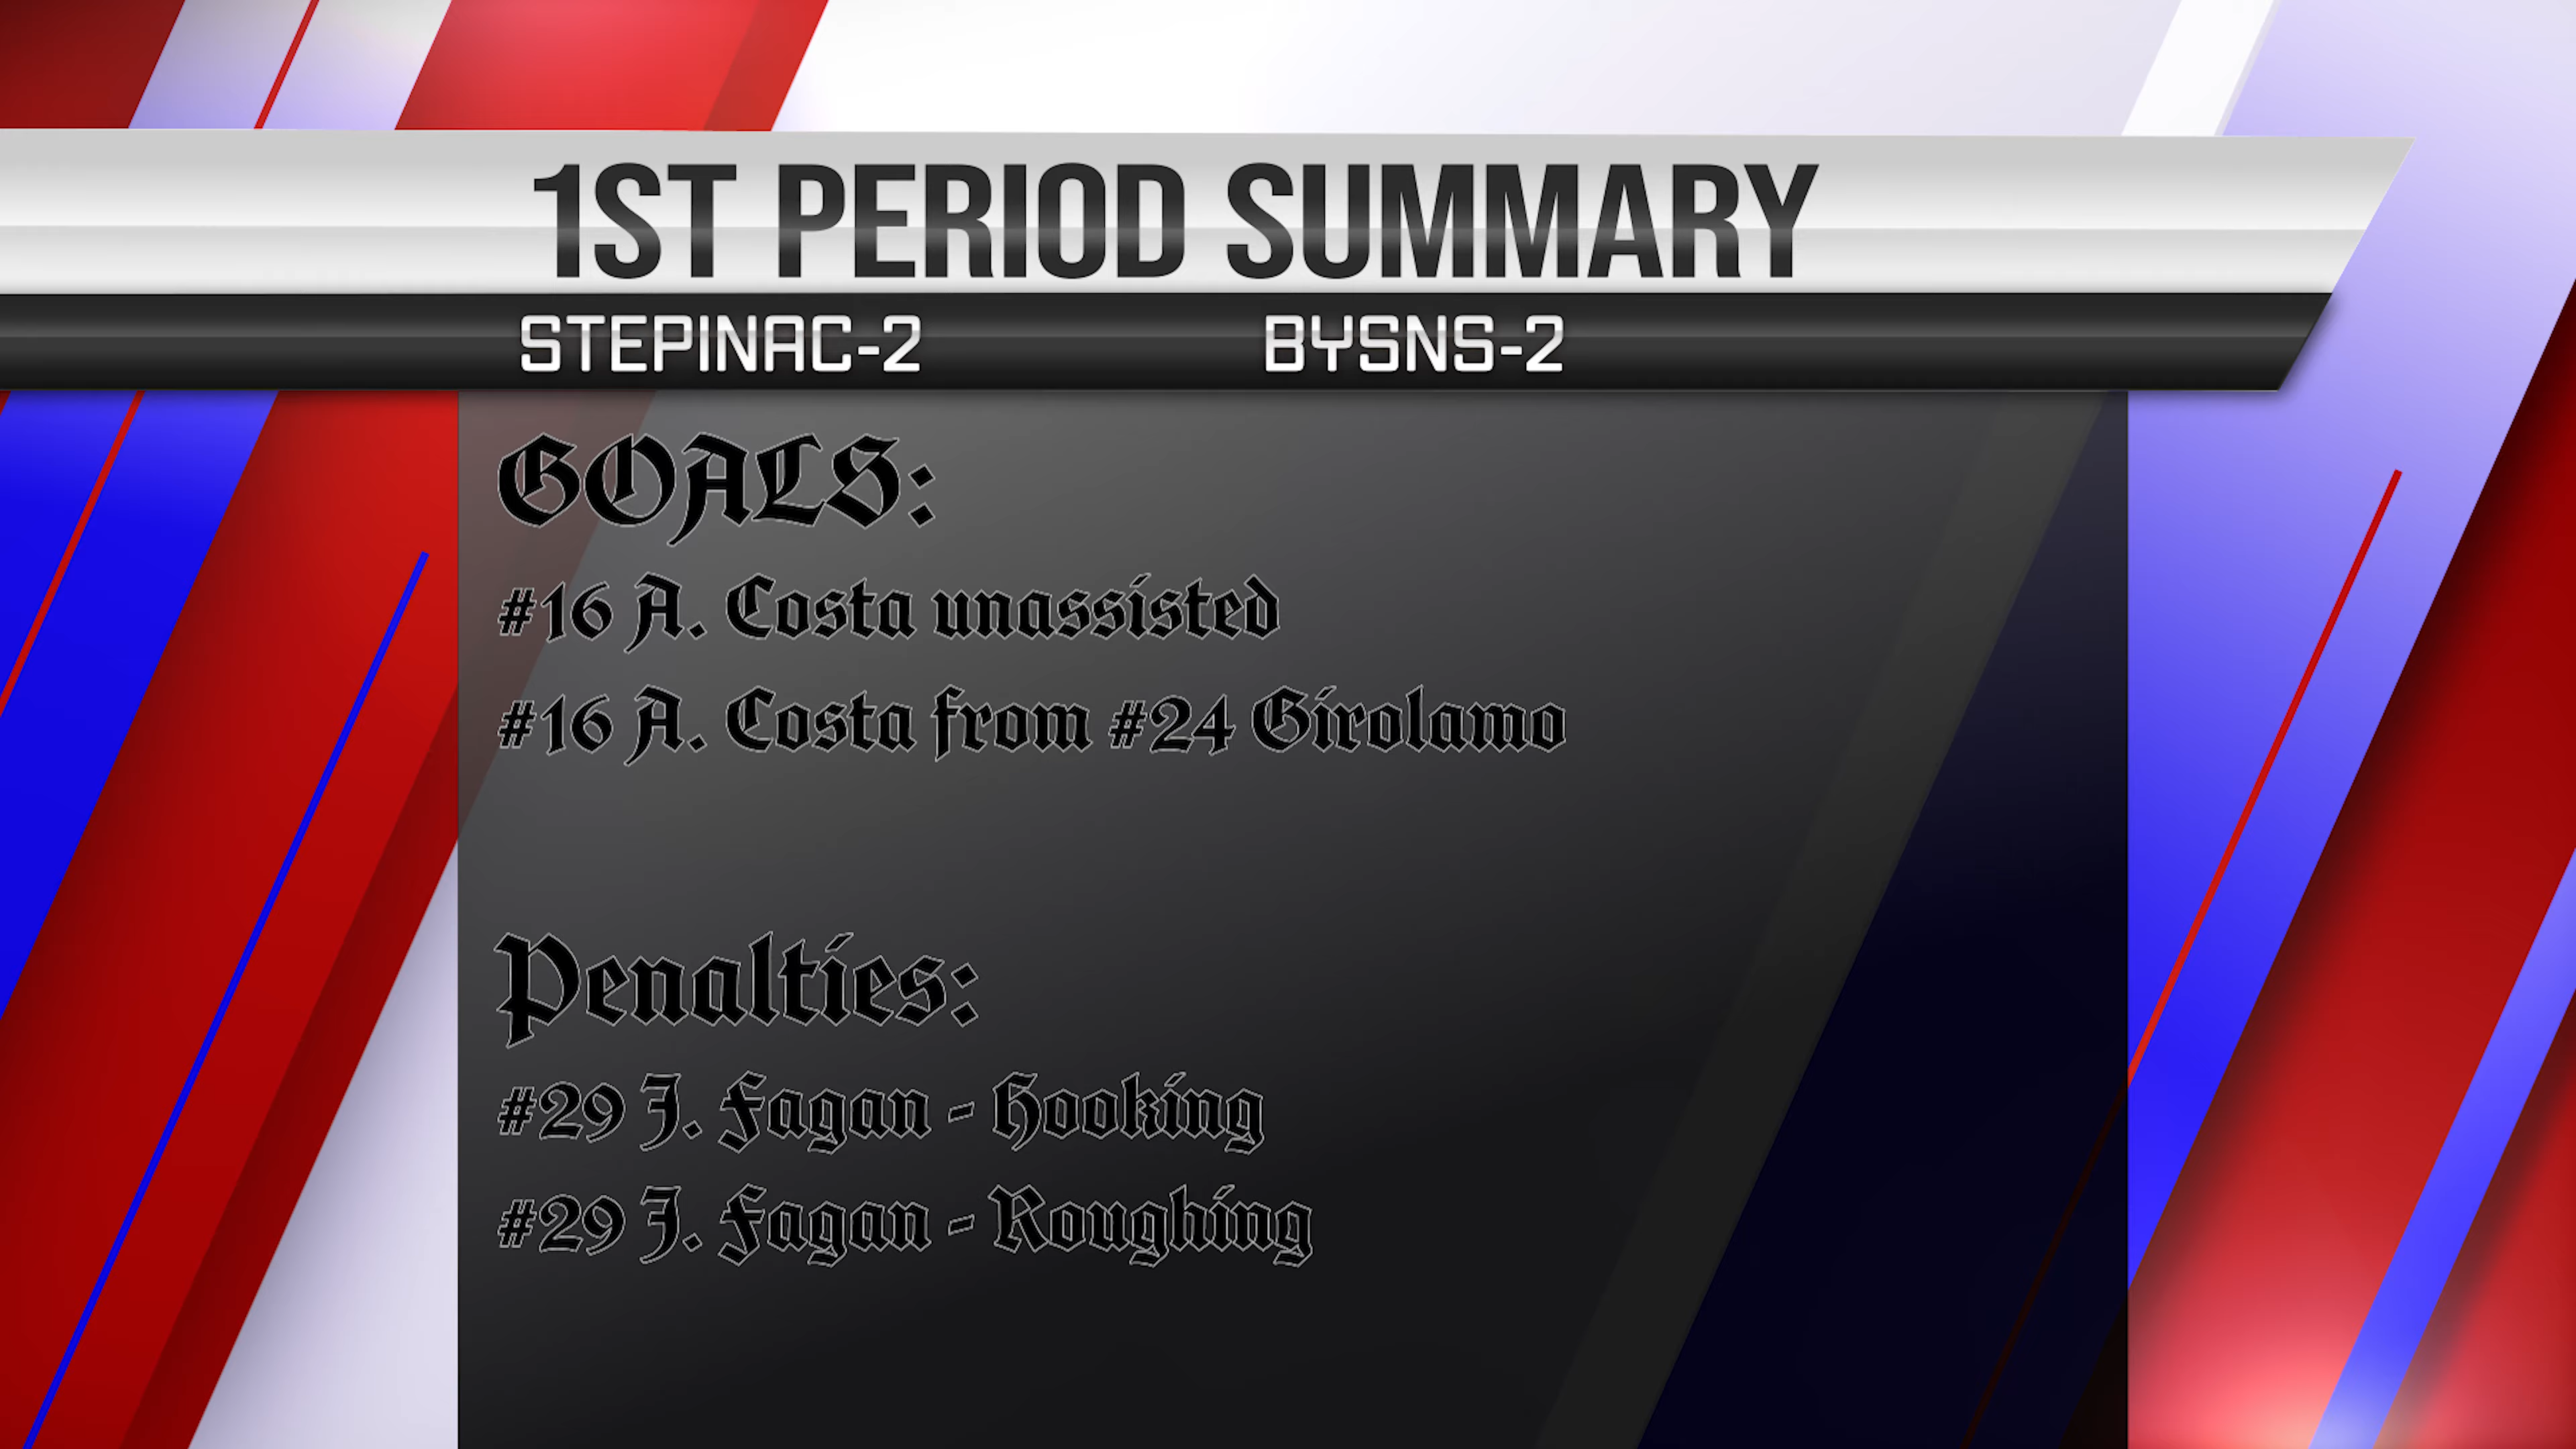 1ST PERIOD SUMMARY
STEPINAC-2 BYSNS-2
GOALS:
#16 A. Costa unassisted
#16 A. Costa from #24 Girolamo
Penalties:
#29 J. Fagan - Hooking
#29 J. Fagan - Roughing